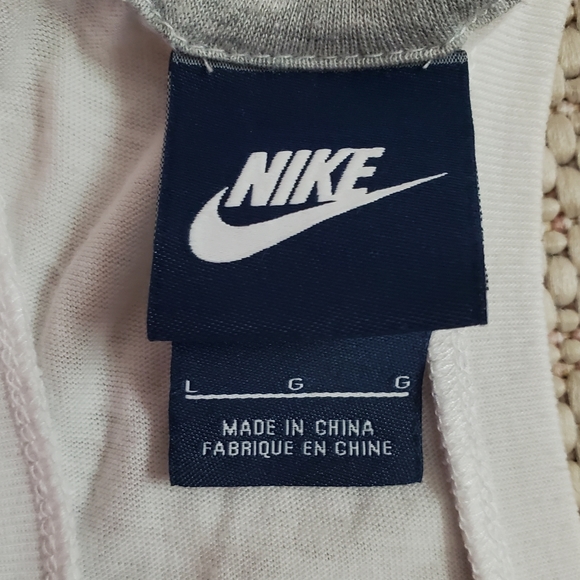 NIKE
L G G
MADE IN CHINA
FABRIQUE EN CHINE